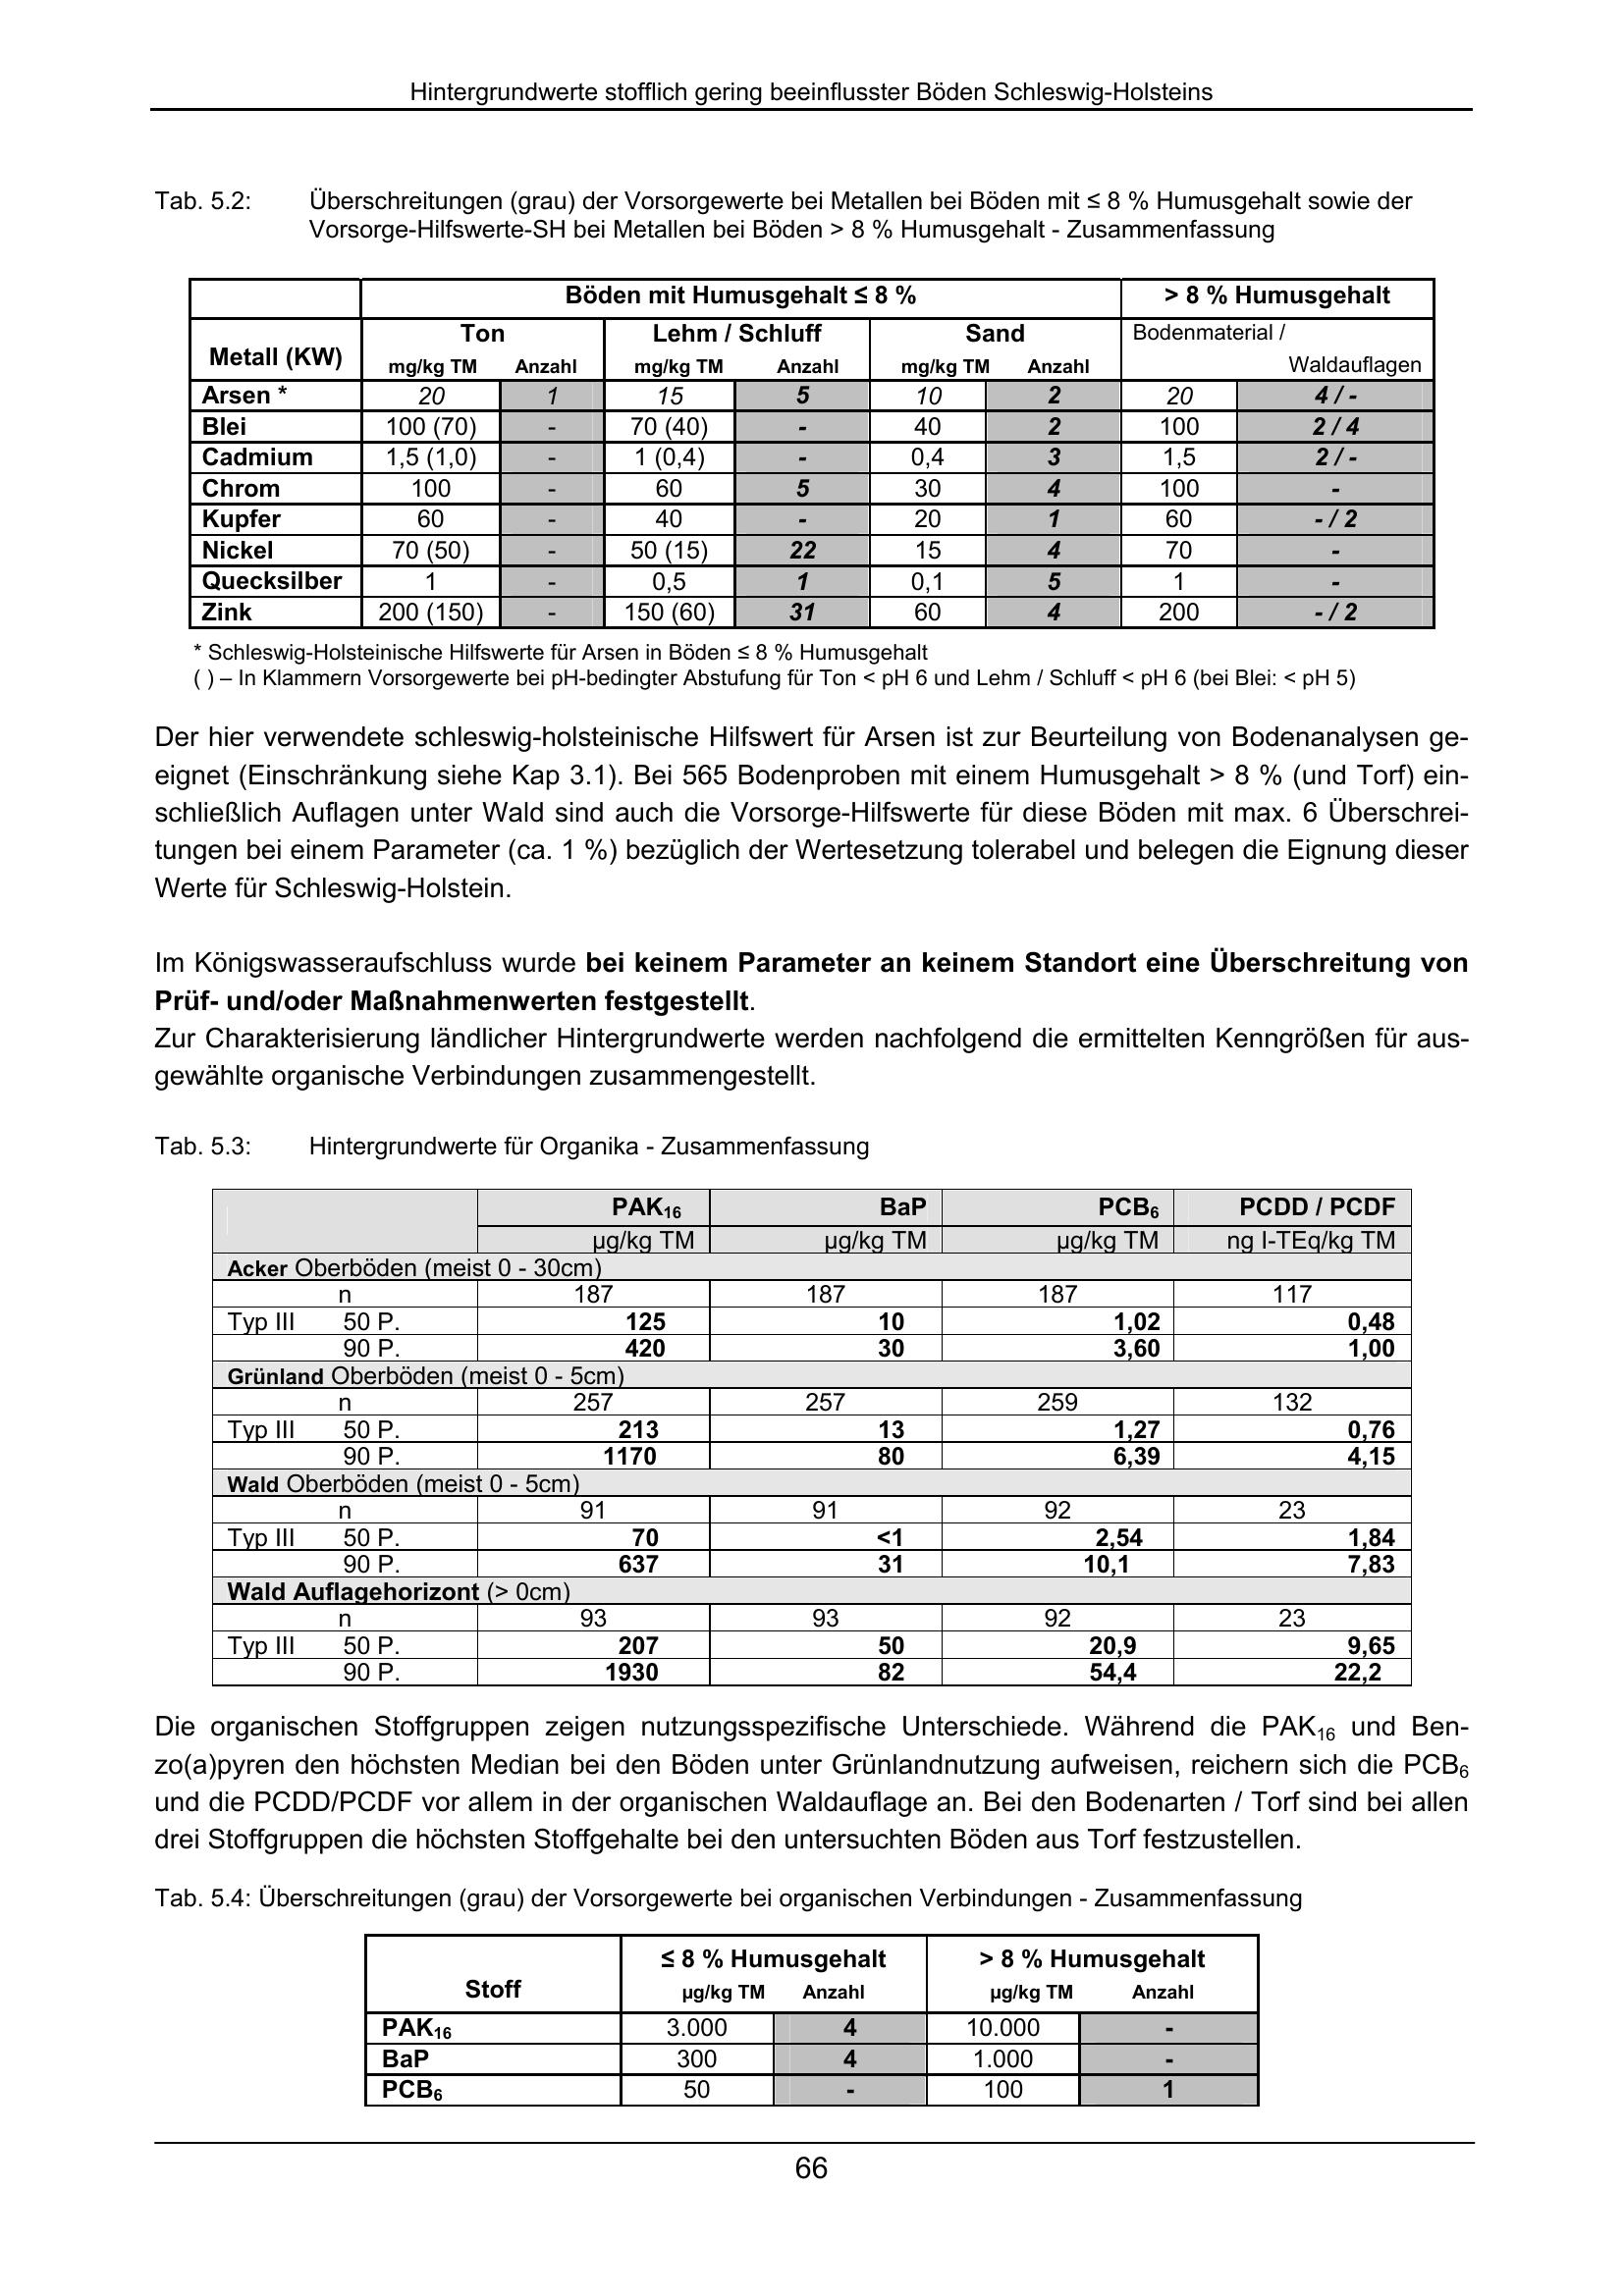 Hintergrundwerte stofflich gering beeinflusster Böden Schleswig-Holsteins
Tab. 5.2: Überschreitungen (grau) der Vorsorgewerte bei Metallen bei Böden mit ≤ 8 % Humusgehalt sowie der
Vorsorge-Hilfswerte-SH bei Metallen bei Böden > 8 % Humusgehalt - Zusammenfassung
Böden mit Humusgehalt ≤ 8 % > 8 % Humusgehalt
Ton Lehm / Schluff Sand Bodenmaterial /
Metall (KW) mg/kg TM Anzahl mg/kg TM Anzahl mg/kg TM Anzahl Waldauflagen
Arsen * 20 1 15 5 10 2 20 4 / -
Blei 100 (70) - 70 (40) - 40 2 100 2 / 4
Cadmium 1,5 (1,0) - 1 (0,4) - 0,4 3 1,5 2 / -
Chrom 100 - 60 5 30 4 100 -
Kupfer 60 - 40 - 20 1 60 - / 2
Nickel 70 (50) - 50 (15) 22 15 4 70 -
Quecksilber 1 - 0,5 1 0,1 5 1 -
Zink 200 (150) - 150 (60) 31 60 4 200 - / 2
* Schleswig-Holsteinische Hilfswerte für Arsen in Böden ≤ 8 % Humusgehalt
( ) – In Klammern Vorsorgewerte bei pH-bedingter Abstufung für Ton < pH 6 und Lehm / Schluff < pH 6 (bei Blei: < pH 5)
Der hier verwendete schleswig-holsteinische Hilfswert für Arsen ist zur Beurteilung von Bodenanalysen ge-
eignet (Einschränkung siehe Kap 3.1). Bei 565 Bodenproben mit einem Humusgehalt > 8 % (und Torf) ein-
schließlich Auflagen unter Wald sind auch die Vorsorge-Hilfswerte für diese Böden mit max. 6 Überschrei-
tungen bei einem Parameter (ca. 1 %) bezüglich der Wertesetzung tolerabel und belegen die Eignung dieser
Werte für Schleswig-Holstein.
Im Königswasseraufschluss wurde bei keinem Parameter an keinem Standort eine Überschreitung von
Prüf- und/oder Maßnahmenwerten festgestellt.
Zur Charakterisierung ländlicher Hintergrundwerte werden nachfolgend die ermittelten Kenngrößen für aus-
gewählte organische Verbindungen zusammengestellt.
Tab. 5.3: Hintergrundwerte für Organika - Zusammenfassung
PAK16 BaP PCB6 PCDD / PCDF
µg/kg TM µg/kg TM µg/kg TM ng I-TEq/kg TM
Acker Oberböden (meist 0 - 30cm)
n 187 187 187 117
Typ III 50 P. 125 10 1,02 0,48
90 P. 420 30 3,60 1,00
Grünland Oberböden (meist 0 - 5cm)
n 257 257 259 132
Typ III 50 P. 213 13 1,27 0,76
90 P. 1170 80 6,39 4,15
Wald Oberböden (meist 0 - 5cm)
n 91 91 92 23
Typ III 50 P. 70 <1 2,54 1,84
90 P. 637 31 10,1 7,83
Wald Auflagehorizont (> 0cm)
n 93 93 92 23
Typ III 50 P. 207 50 20,9 9,65
90 P. 1930 82 54,4 22,2
Die organischen Stoffgruppen zeigen nutzungsspezifische Unterschiede. Während die PAK16 und Ben-
zo(a)pyren den höchsten Median bei den Böden unter Grünlandnutzung aufweisen, reichern sich die PCB6
und die PCDD/PCDF vor allem in der organischen Waldauflage an. Bei den Bodenarten / Torf sind bei allen
drei Stoffgruppen die höchsten Stoffgehalte bei den untersuchten Böden aus Torf festzustellen.
Tab. 5.4: Überschreitungen (grau) der Vorsorgewerte bei organischen Verbindungen - Zusammenfassung
≤ 8 % Humusgehalt > 8 % Humusgehalt
Stoff µg/kg TM Anzahl µg/kg TM Anzahl
PAK16 3.000 4 10.000 -
BaP 300 4 1.000 -
PCB6 50 - 100 1
66